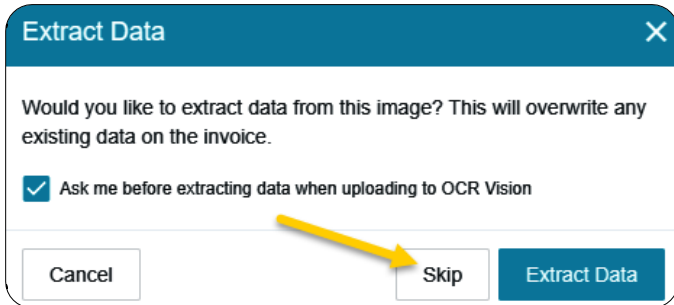 Extract Data
Would you like to extract data from this image? This will overwrite any
existing data on the invoice.
Ask me before extracting data when uploading to OCR Vision
Cancel
Skip
Extract Data